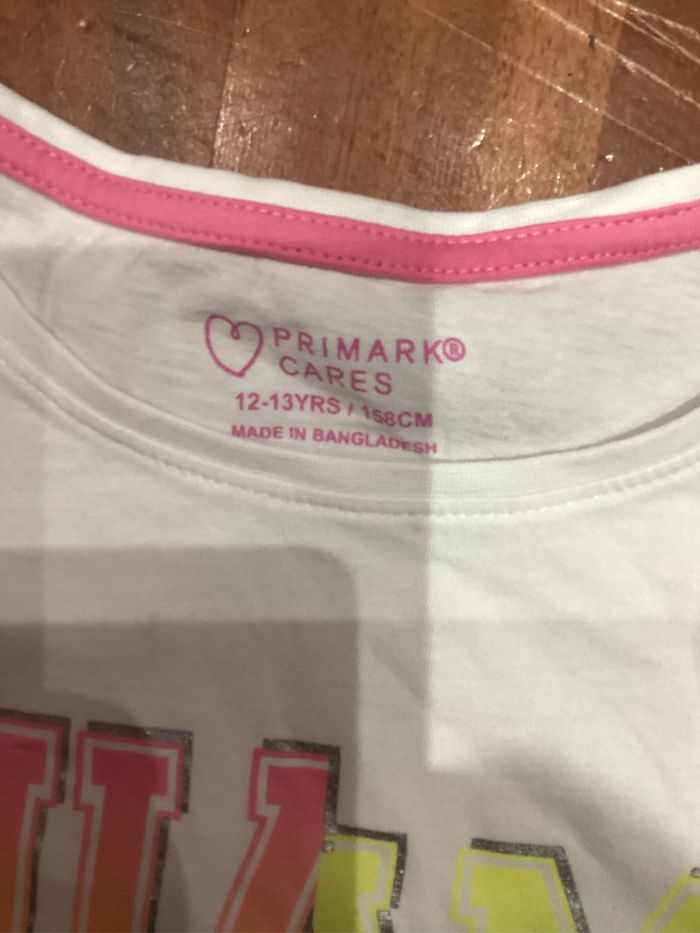 PRIMARK®
CARES
12-13YRS / 158CM
MADE IN BANGLADESH